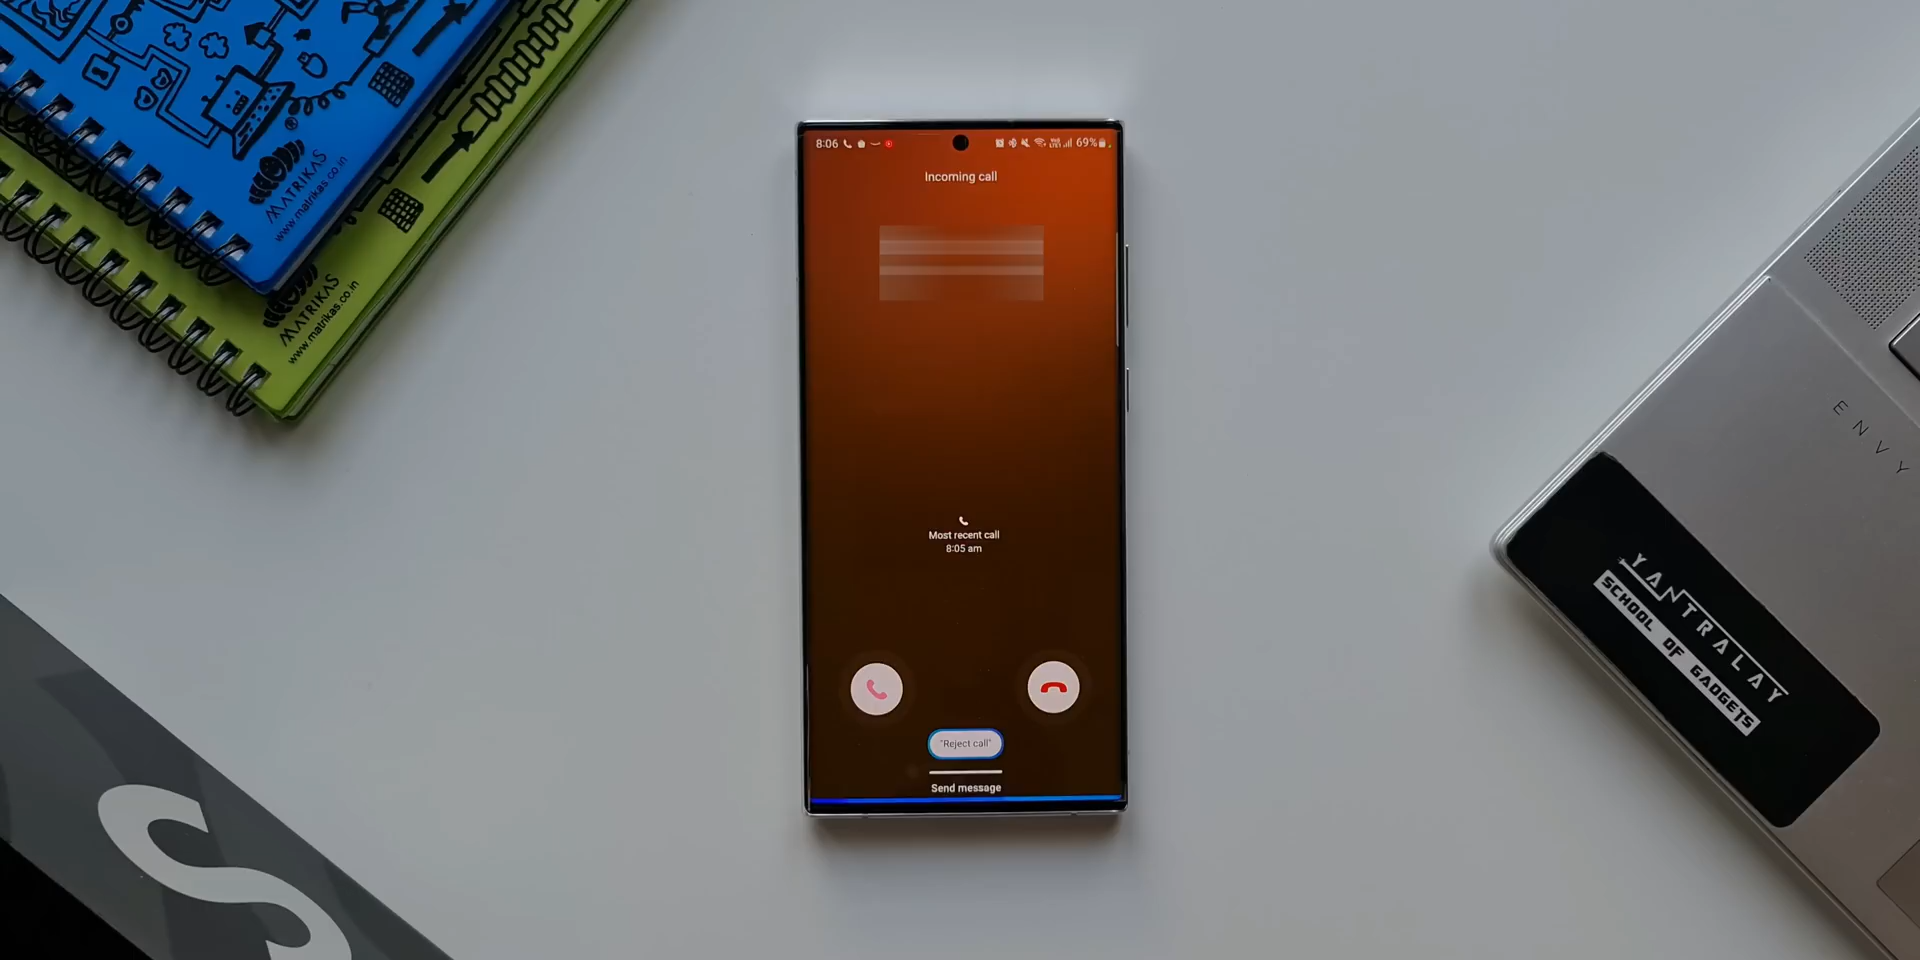 MATRIKAS
www.matrikas.co.in
MATRIKAS
www.matrikas.co.in
8:06
69%
Incoming call
Most recent call
8:05 am
"Reject call"
Send message
S
ENVY
YANTRALAY
SCHOOL OF GADGETS